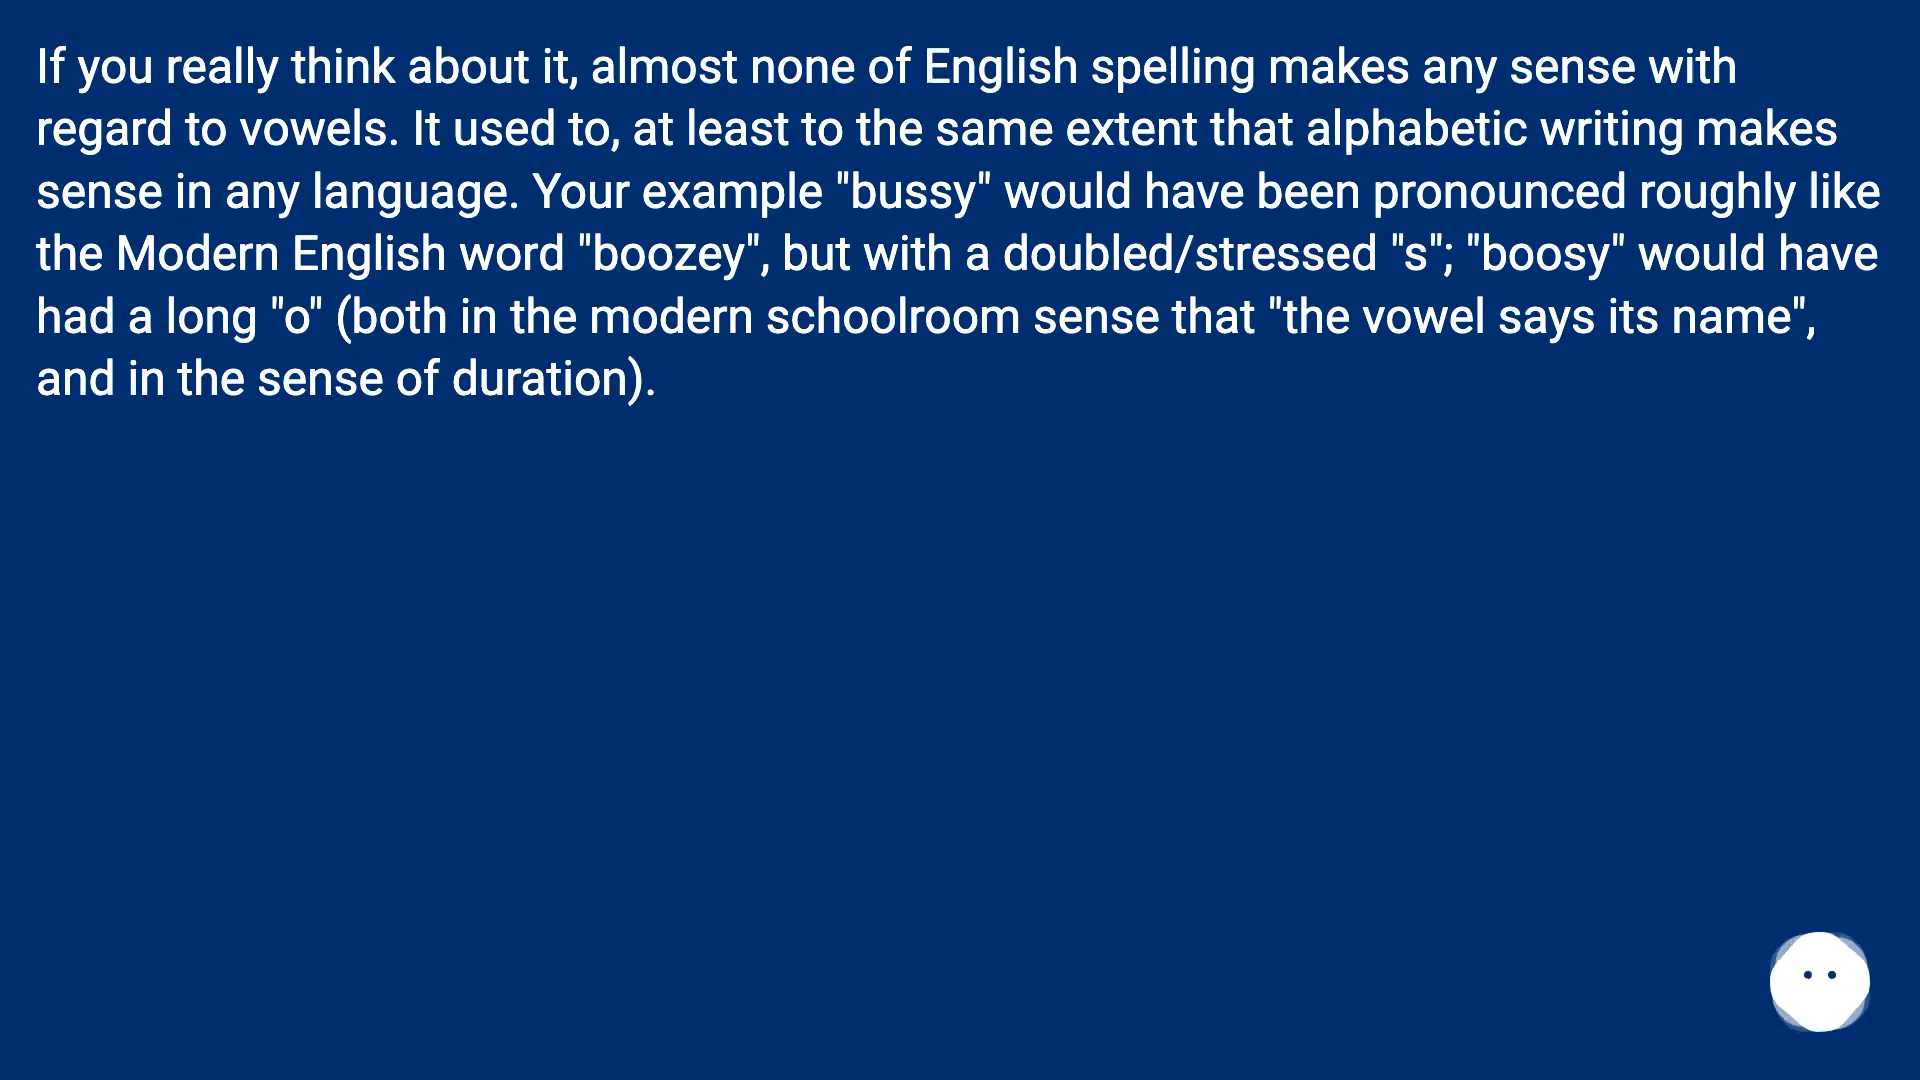 If you really think about it, almost none of English spelling makes any sense with
regard to vowels. It used to, at least to the same extent that alphabetic writing makes
sense in any language. Your example "bussy" would have been pronounced roughly like
the Modern English word "boozey", but with a doubled/stressed "s"; "boosy" would have
had a long "o" (both in the modern schoolroom sense that "the vowel says its name",
and in the sense of duration).